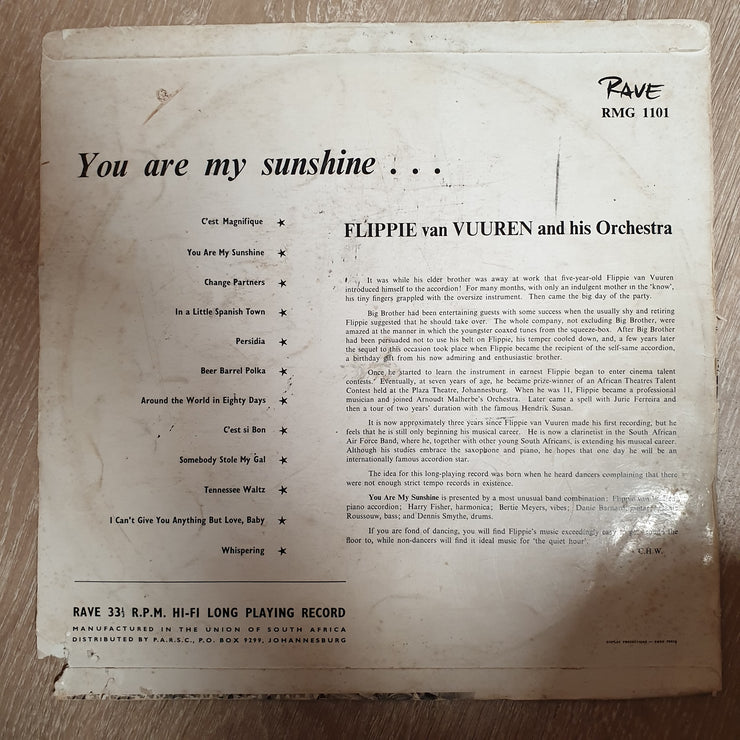 RAVE
RMG 1101
You are my sunshine . . .
C'est Magnifique ★
You Are My Sunshine ★
Change Partners ★
In a Little Spanish Town ★
Persidia ★
Beer Barrel Polka ★
Around the World in Eighty Days ★
C'est si Bon ★
Somebody Stole My Gal ★
Tennessee Waltz ★
I Can't Give You Anything But Love, Baby ★
Whispering ★
FLIPPIE van VUUREN and his Orchestra
It was while his elder brother was away at work that five-year-old Flippie van Vuuren
introduced himself to the accordion! For many months, with only an indulgent mother in the 'know',
his tiny fingers grappled with the oversize instrument. Then came the big day of the party.
Big Brother had been entertaining guests with some success when the usually shy and retiring
Flippie suggested that he should take over. The whole company, not excluding Big Brother, were
amazed at the manner in which the youngster coaxed tunes from the squeeze-box. After Big Brother
had been persuaded not to use his belt on Flippie, his temper cooled down, and, a few years later
the sequel to this occasion took place when Flippie became the recipient of the self-same accordion,
a birthday gift from his now admiring and enthusiastic brother.
Once he started to learn the instrument in earnest Flippie began to enter cinema talent
contests. Eventually, at seven years of age, he became prize-winner of an African Theatres Talent
Contest held at the Plaza Theatre, Johannesburg. When he was 11, Flippie became a professional
musician and joined Arnoudt Malherbe's Orchestra. Later came a spell with Jurie Ferreira and
then a tour of two years' duration with the famous Hendrik Susan.
It is now approximately three years since Flippie van Vuuren made his first recording, but he
feels that he is still only beginning his musical career. He is now a clarinetist in the South African
Air Force Band, where he, together with other young South Africans, is extending his musical career.
Although his studies embrace the saxophone and piano, he hopes that one day he will be an
internationally famous accordion star.
The idea for this long-playing record was born when he heard dancers complaining that there
were not enough strict tempo records in existence.
You Are My Sunshine is presented by a most unusual band combination: Flippie van
piano accordion; Harry Fisher, harmonica; Bertie Meyers, vibes; Danie Barnard, guitar;
Roussouw, bass; and Dennis Smythe, drums.
If you are fond of dancing, you will find Flippie's music exceedingly the
floor to, while non-dancers will find it ideal music for 'the quiet hour'.
C.H.W.
RAVE 33⅓ R.P.M. HI-FI LONG PLAYING RECORD
MANUFACTURED IN THE UNION OF SOUTH AFRICA
DISTRIBUTED BY P.A.R.S.C., P.O. BOX 9299, JOHANNESBURG